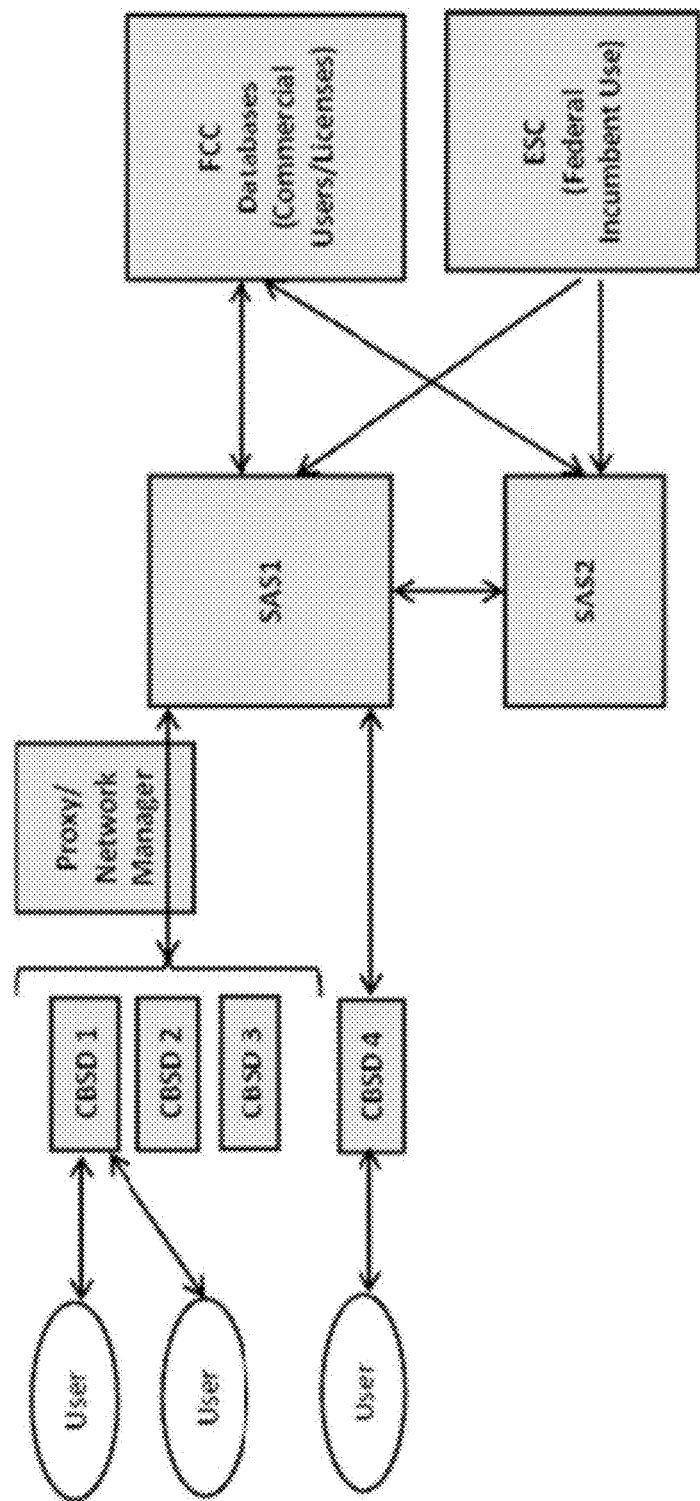 User
User
User
CBSD 1
CBSD 2
CBSD 3
CBSD 4
Proxy/
Network
Manager
SAS1
SAS2
FCC
Databases
(Commercial
Users/Licenses)
ESC
(Federal
Incumbent Use)